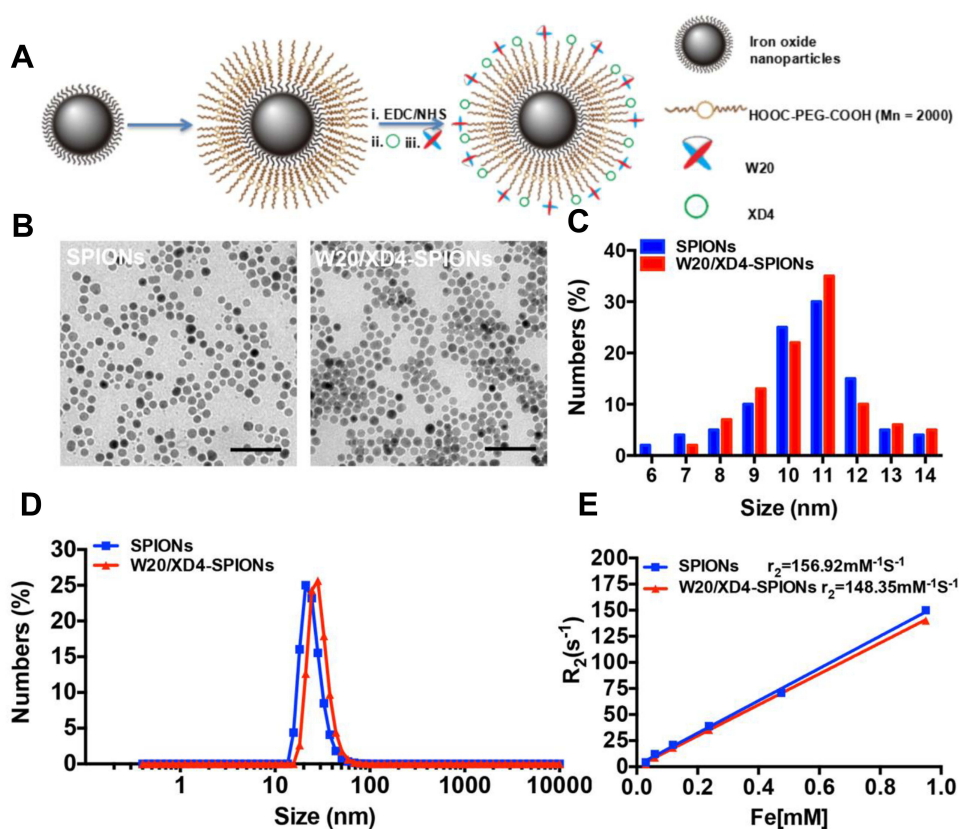 A
i. EDC/NHS
ii. iii.
Iron oxide
nanoparticles
HOOC-PEG-COOH (Mn = 2000)
W20
XD4
B
SPIONs
W20/XD4-SPIONs
C
SPIONs
W20/XD4-SPIONs
Numbers (%)
40
30
20
10
0
6 7 8 9 10 11 12 13 14
Size (nm)
D
SPIONs
W20/XD4-SPIONs
Numbers (%)
30
25
20
15
10
5
0
1 10 100 1000 10000
Size (nm)
E
SPIONs r₂=156.92mM⁻¹S⁻¹
W20/XD4-SPIONs r₂=148.35mM⁻¹S⁻¹
R₂(s⁻¹)
200
175
150
125
100
75
50
25
0
0.0 0.2 0.4 0.6 0.8 1.0
Fe[mM]